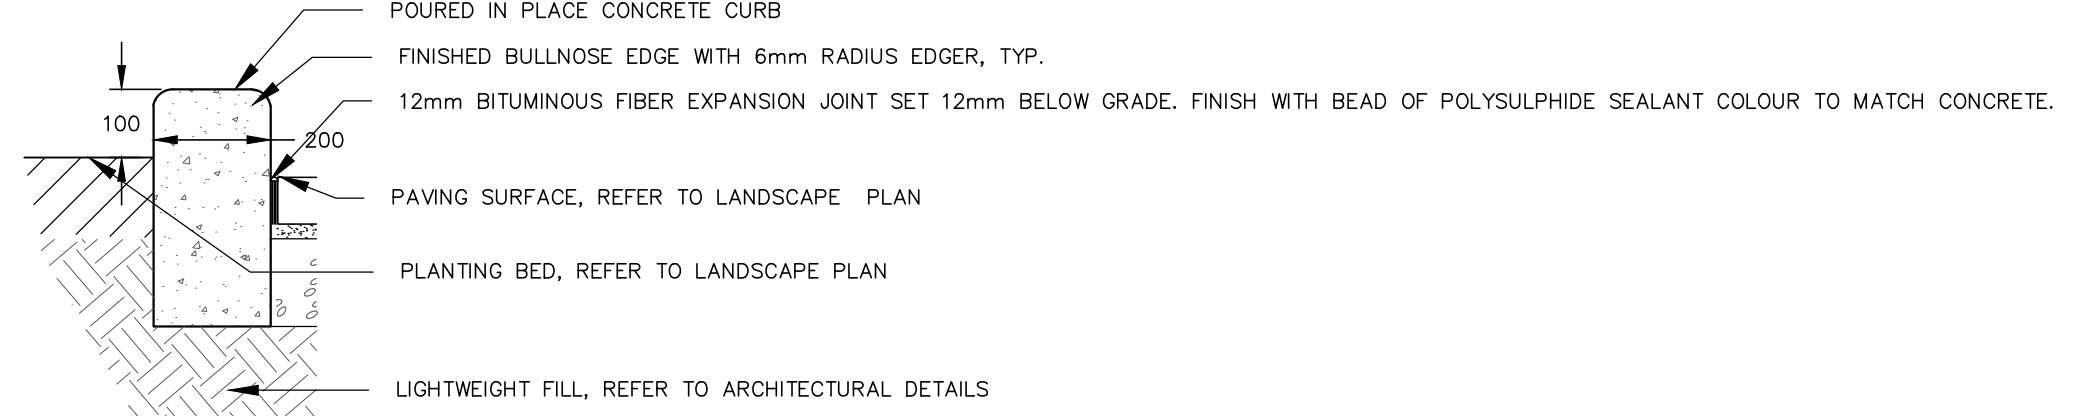 POURED IN PLACE CONCRETE CURB
FINISHED BULLNOSE EDGE WITH 6mm RADIUS EDGER, TYP.
12mm BITUMINOUS FIBER EXPANSION JOINT SET 12mm BELOW GRADE. FINISH WITH BEAD OF POLYSULPHIDE SEALANT COLOUR TO MATCH CONCRETE.
100
200
PAVING SURFACE, REFER TO LANDSCAPE PLAN
PLANTING BED, REFER TO LANDSCAPE PLAN
LIGHTWEIGHT FILL, REFER TO ARCHITECTURAL DETAILS